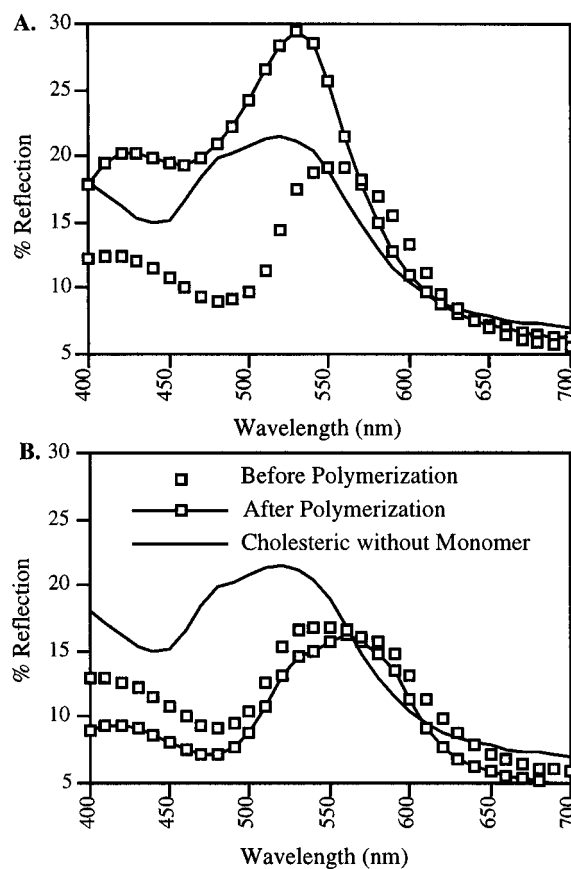 A.
30
25
20
15
10
5
% Reflection
400
450
500
550
600
650
700
Wavelength (nm)
B.
30
25
20
15
10
5
% Reflection
Before Polymerization
After Polymerization
Cholesteric without Monomer
400
450
500
550
600
650
700
Wavelength (nm)